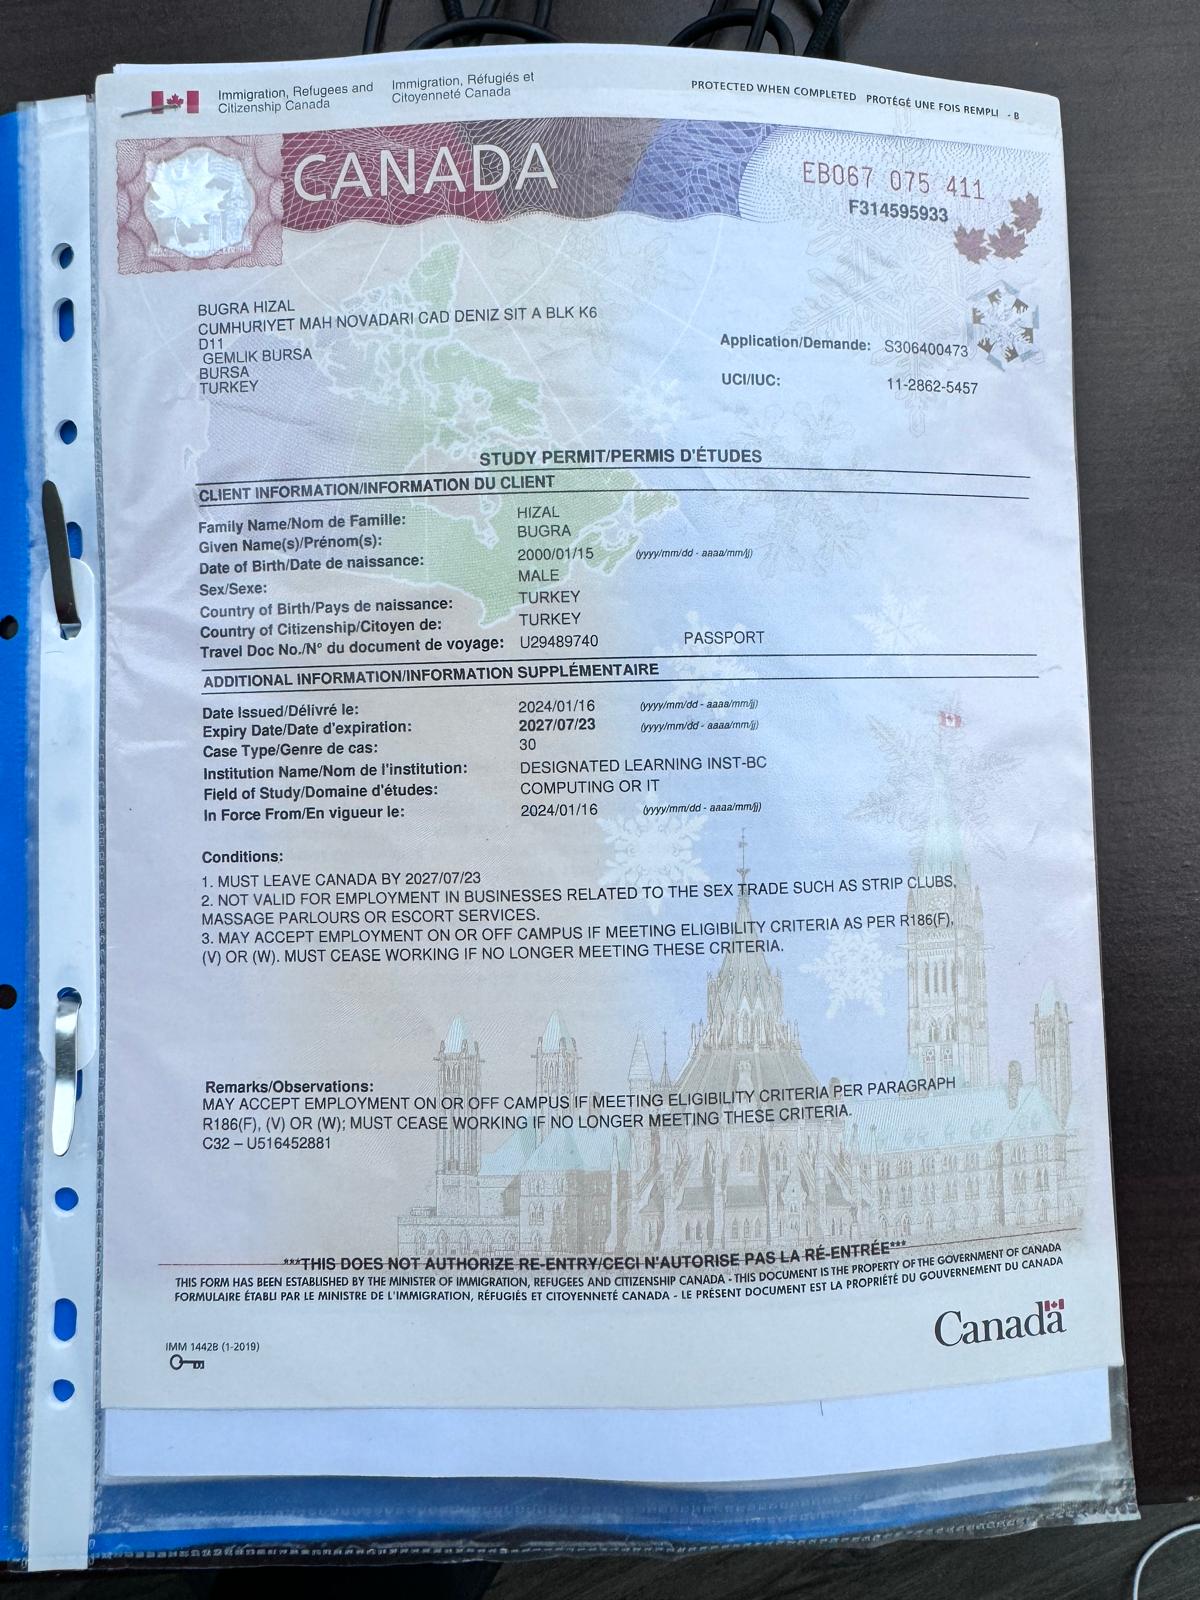 Immigration, Refugees and Citizenship Canada
Immigration, Réfugiés et Citoyenneté Canada
PROTECTED WHEN COMPLETED PROTÉGÉ UNE FOIS REMPLI - B
CANADA
EB067 075 411
F314595933
BUGRA HIZAL
CUMHURIYET MAH NOVADARI CAD DENIZ SIT A BLK K6
D11
GEMLIK BURSA
BURSA
TURKEY
Application/Demande: S306400473
UCI/IUC: 11-2862-5457
STUDY PERMIT/PERMIS D'ÉTUDES
CLIENT INFORMATION/INFORMATION DU CLIENT
Family Name/Nom de Famille: HIZAL
Given Name(s)/Prénom(s): BUGRA
Date of Birth/Date de naissance: 2000/01/15 (yyyy/mm/dd - aaaa/mm/jj)
Sex/Sexe: MALE
Country of Birth/Pays de naissance: TURKEY
Country of Citizenship/Citoyen de: TURKEY
Travel Doc No./N° du document de voyage: U29489740 PASSPORT
ADDITIONAL INFORMATION/INFORMATION SUPPLÉMENTAIRE
Date Issued/Délivré le: 2024/01/16 (yyyy/mm/dd - aaaa/mm/jj)
Expiry Date/Date d'expiration: 2027/07/23 (yyyy/mm/dd - aaaa/mm/jj)
Case Type/Genre de cas: 30
Institution Name/Nom de l'institution: DESIGNATED LEARNING INST-BC
Field of Study/Domaine d'études: COMPUTING OR IT
In Force From/En vigueur le: 2024/01/16 (yyyy/mm/dd - aaaa/mm/jj)
Conditions:
1. MUST LEAVE CANADA BY 2027/07/23
2. NOT VALID FOR EMPLOYMENT IN BUSINESSES RELATED TO THE SEX TRADE SUCH AS STRIP CLUBS,
MASSAGE PARLOURS OR ESCORT SERVICES.
3. MAY ACCEPT EMPLOYMENT ON OR OFF CAMPUS IF MEETING ELIGIBILITY CRITERIA AS PER R186(F),
(V) OR (W). MUST CEASE WORKING IF NO LONGER MEETING THESE CRITERIA.
Remarks/Observations:
MAY ACCEPT EMPLOYMENT ON OR OFF CAMPUS IF MEETING ELIGIBILITY CRITERIA PER PARAGRAPH
R186(F), (V) OR (W); MUST CEASE WORKING IF NO LONGER MEETING THESE CRITERIA.
C32 – U516452881
***THIS DOES NOT AUTHORIZE RE-ENTRY/CECI N'AUTORISE PAS LA RÉ-ENTRÉE***
THIS FORM HAS BEEN ESTABLISHED BY THE MINISTER OF IMMIGRATION, REFUGEES AND CITIZENSHIP CANADA - THIS DOCUMENT IS THE PROPERTY OF THE GOVERNMENT OF CANADA
FORMULAIRE ÉTABLI PAR LE MINISTRE DE L'IMMIGRATION, RÉFUGIÉS ET CITOYENNETÉ CANADA - LE PRÉSENT DOCUMENT EST LA PROPRIÉTÉ DU GOUVERNEMENT DU CANADA
Canada
IMM 1442B (1-2019)